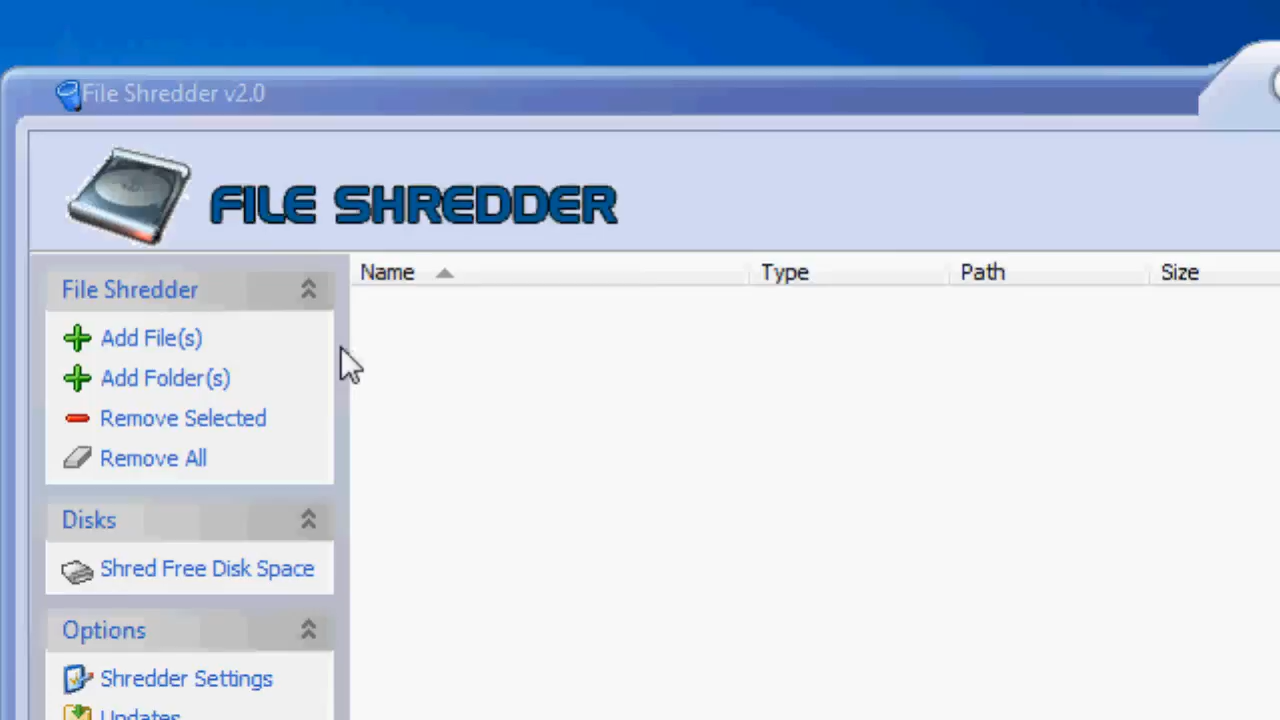 File Shredder v2.0
FILE SHREDDER
Name Type Path Size
File Shredder
Add File(s)
Add Folder(s)
Remove Selected
Remove All
Disks
Shred Free Disk Space
Options
Shredder Settings
Updates